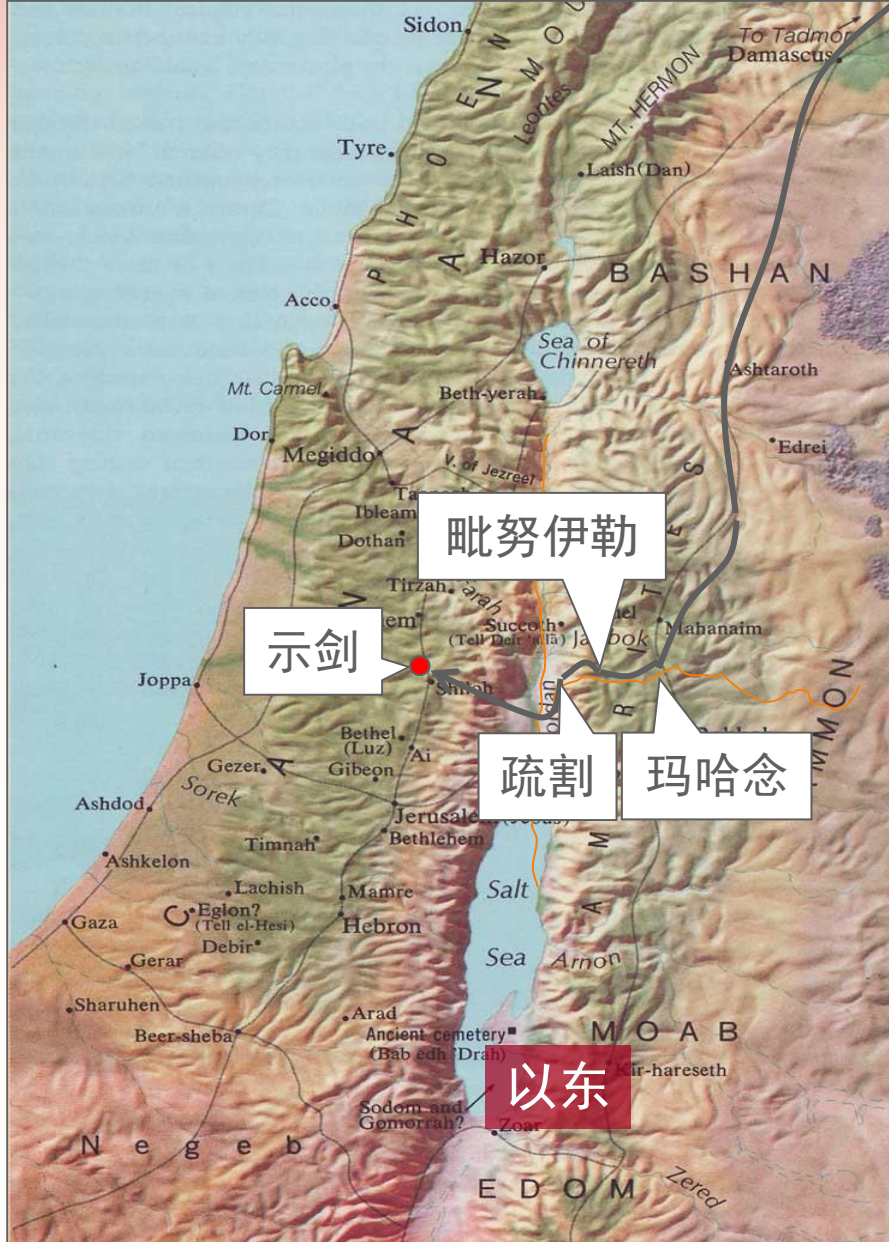 Sidon
To Tadmor
Damascus
PHOENN
MOU
Leontes
MT. HERMON
Tyre
Laish (Dan)
Hazor
BASHAN
Acco
Sea of
Chinnereth
Ashtaroth
Mt. Carmel
Beth-yerah
Dor
Edrei
Megiddo
V. of Jezreel
Ibleam
毗努伊勒
Dothan
Tirzah
Succoth
(Tell Deir 'alla)
Jabbok
Mahanaim
示剑
Shiloh
Joppa
Bethel
(Luz)
Ai
Gibeon
Gezer
Sorek
疏割
玛哈念
MMON
Ashdod
Jerusalem
Bethlehem
Timnah
Ashkelon
Lachish
Mamre
Salt
Eglon?
(Tell el-Hesi)
Hebron
Gaza
Debir
Sea
Arnon
Gerar
Sharuhen
Arad
Beer-sheba
Ancient cemetery
(Bab edh 'Drah)
MOAB
以东
Kir-hareseth
Sodom and
Gomorrah?
Zoar
Negeb
EDOM
Zered